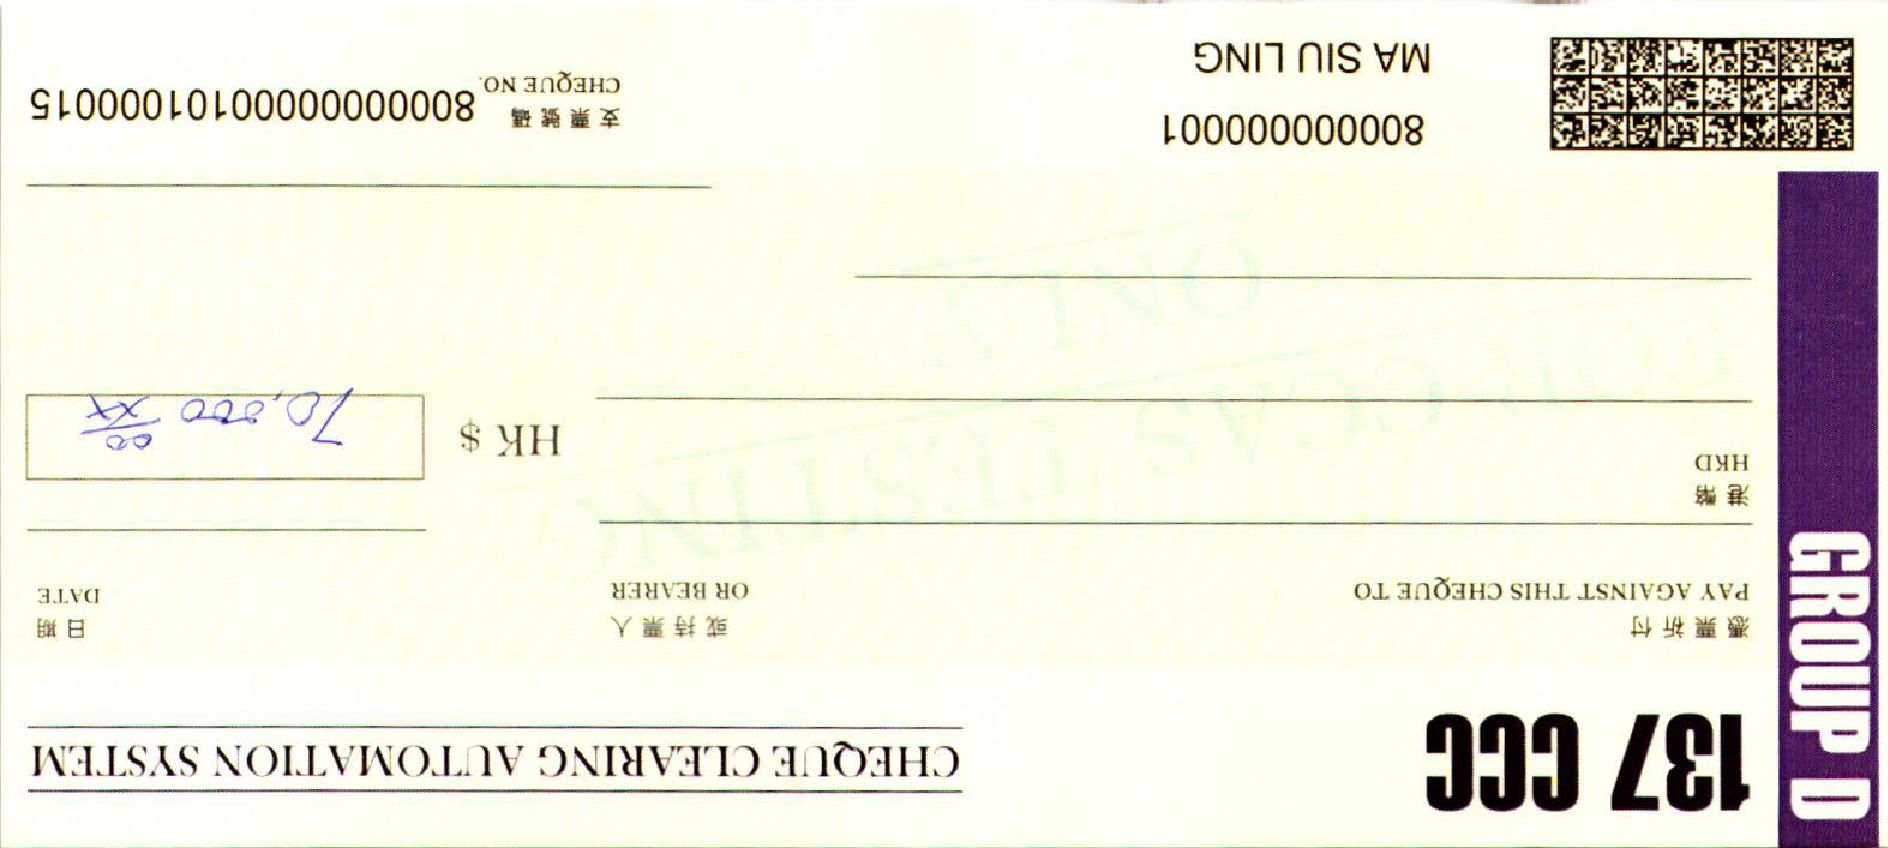 GROUP D
137 CCC
CHEQUE CLEARING AUTOMATION SYSTEM
憑票祈付
PAY AGAINST THIS CHEQUE TO
或持票人
OR BEARER
日期
DATE
港幣
HKD
HK $ 70,000 00/XX
FOR CCAS TESTING
ONLY
800000000001
MA SIU LING
支票號碼
CHEQUE NO. 80000000000101000015